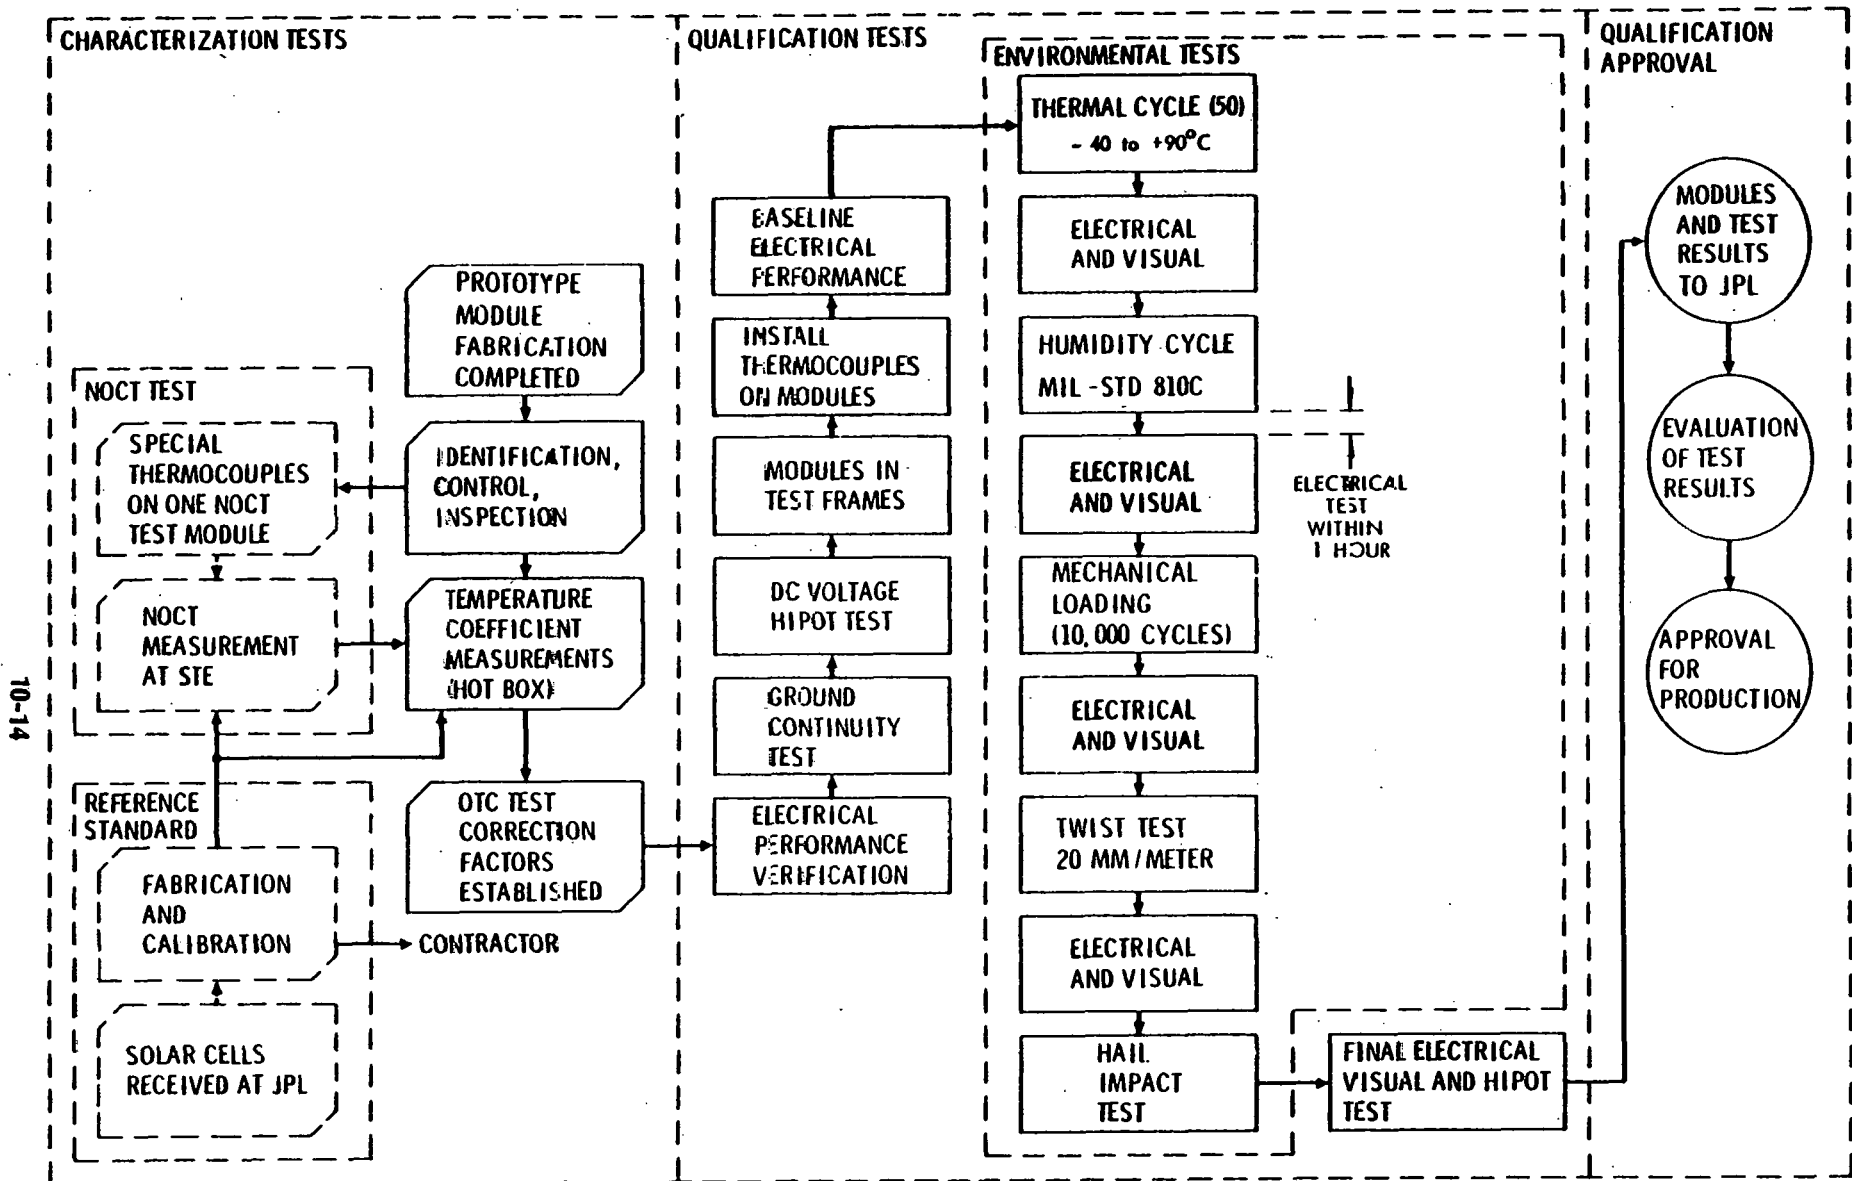 CHARACTERIZATION TESTS
PROTOTYPE
MODULE
FABRICATION
COMPLETED
NOCT TEST
SPECIAL
THERMOCOUPLES
ON ONE NOCT
TEST MODULE
IDENTIFICATION,
CONTROL,
INSPECTION
NOCT
MEASUREMENT
AT STE
TEMPERATURE
COEFFICIENT
MEASUREMENTS
(HOT BOX)
REFERENCE
STANDARD
FABRICATION
AND
CALIBRATION
CONTRACTOR
SOLAR CELLS
RECEIVED AT JPL
OTC TEST
CORRECTION
FACTORS
ESTABLISHED
QUALIFICATION TESTS
BASELINE
ELECTRICAL
PERFORMANCE
INSTALL
THERMOCOUPLES
ON MODULES
MODULES IN
TEST FRAMES
DC VOLTAGE
HIPOT TEST
GROUND
CONTINUITY
TEST
ELECTRICAL
PERFORMANCE
VERIFICATION
ENVIRONMENTAL TESTS
THERMAL CYCLE (50)
- 40 to +90°C
ELECTRICAL
AND VISUAL
HUMIDITY CYCLE
MIL-STD 810C
ELECTRICAL
AND VISUAL
ELECTRICAL
TEST
WITHIN
1 HOUR
MECHANICAL
LOADING
(10,000 CYCLES)
ELECTRICAL
AND VISUAL
TWIST TEST
20 MM/METER
ELECTRICAL
AND VISUAL
HAIL
IMPACT
TEST
FINAL ELECTRICAL
VISUAL AND HIPOT
TEST
QUALIFICATION
APPROVAL
MODULES
AND TEST
RESULTS
TO JPL
EVALUATION
OF TEST
RESULTS
APPROVAL
FOR
PRODUCTION
10-14